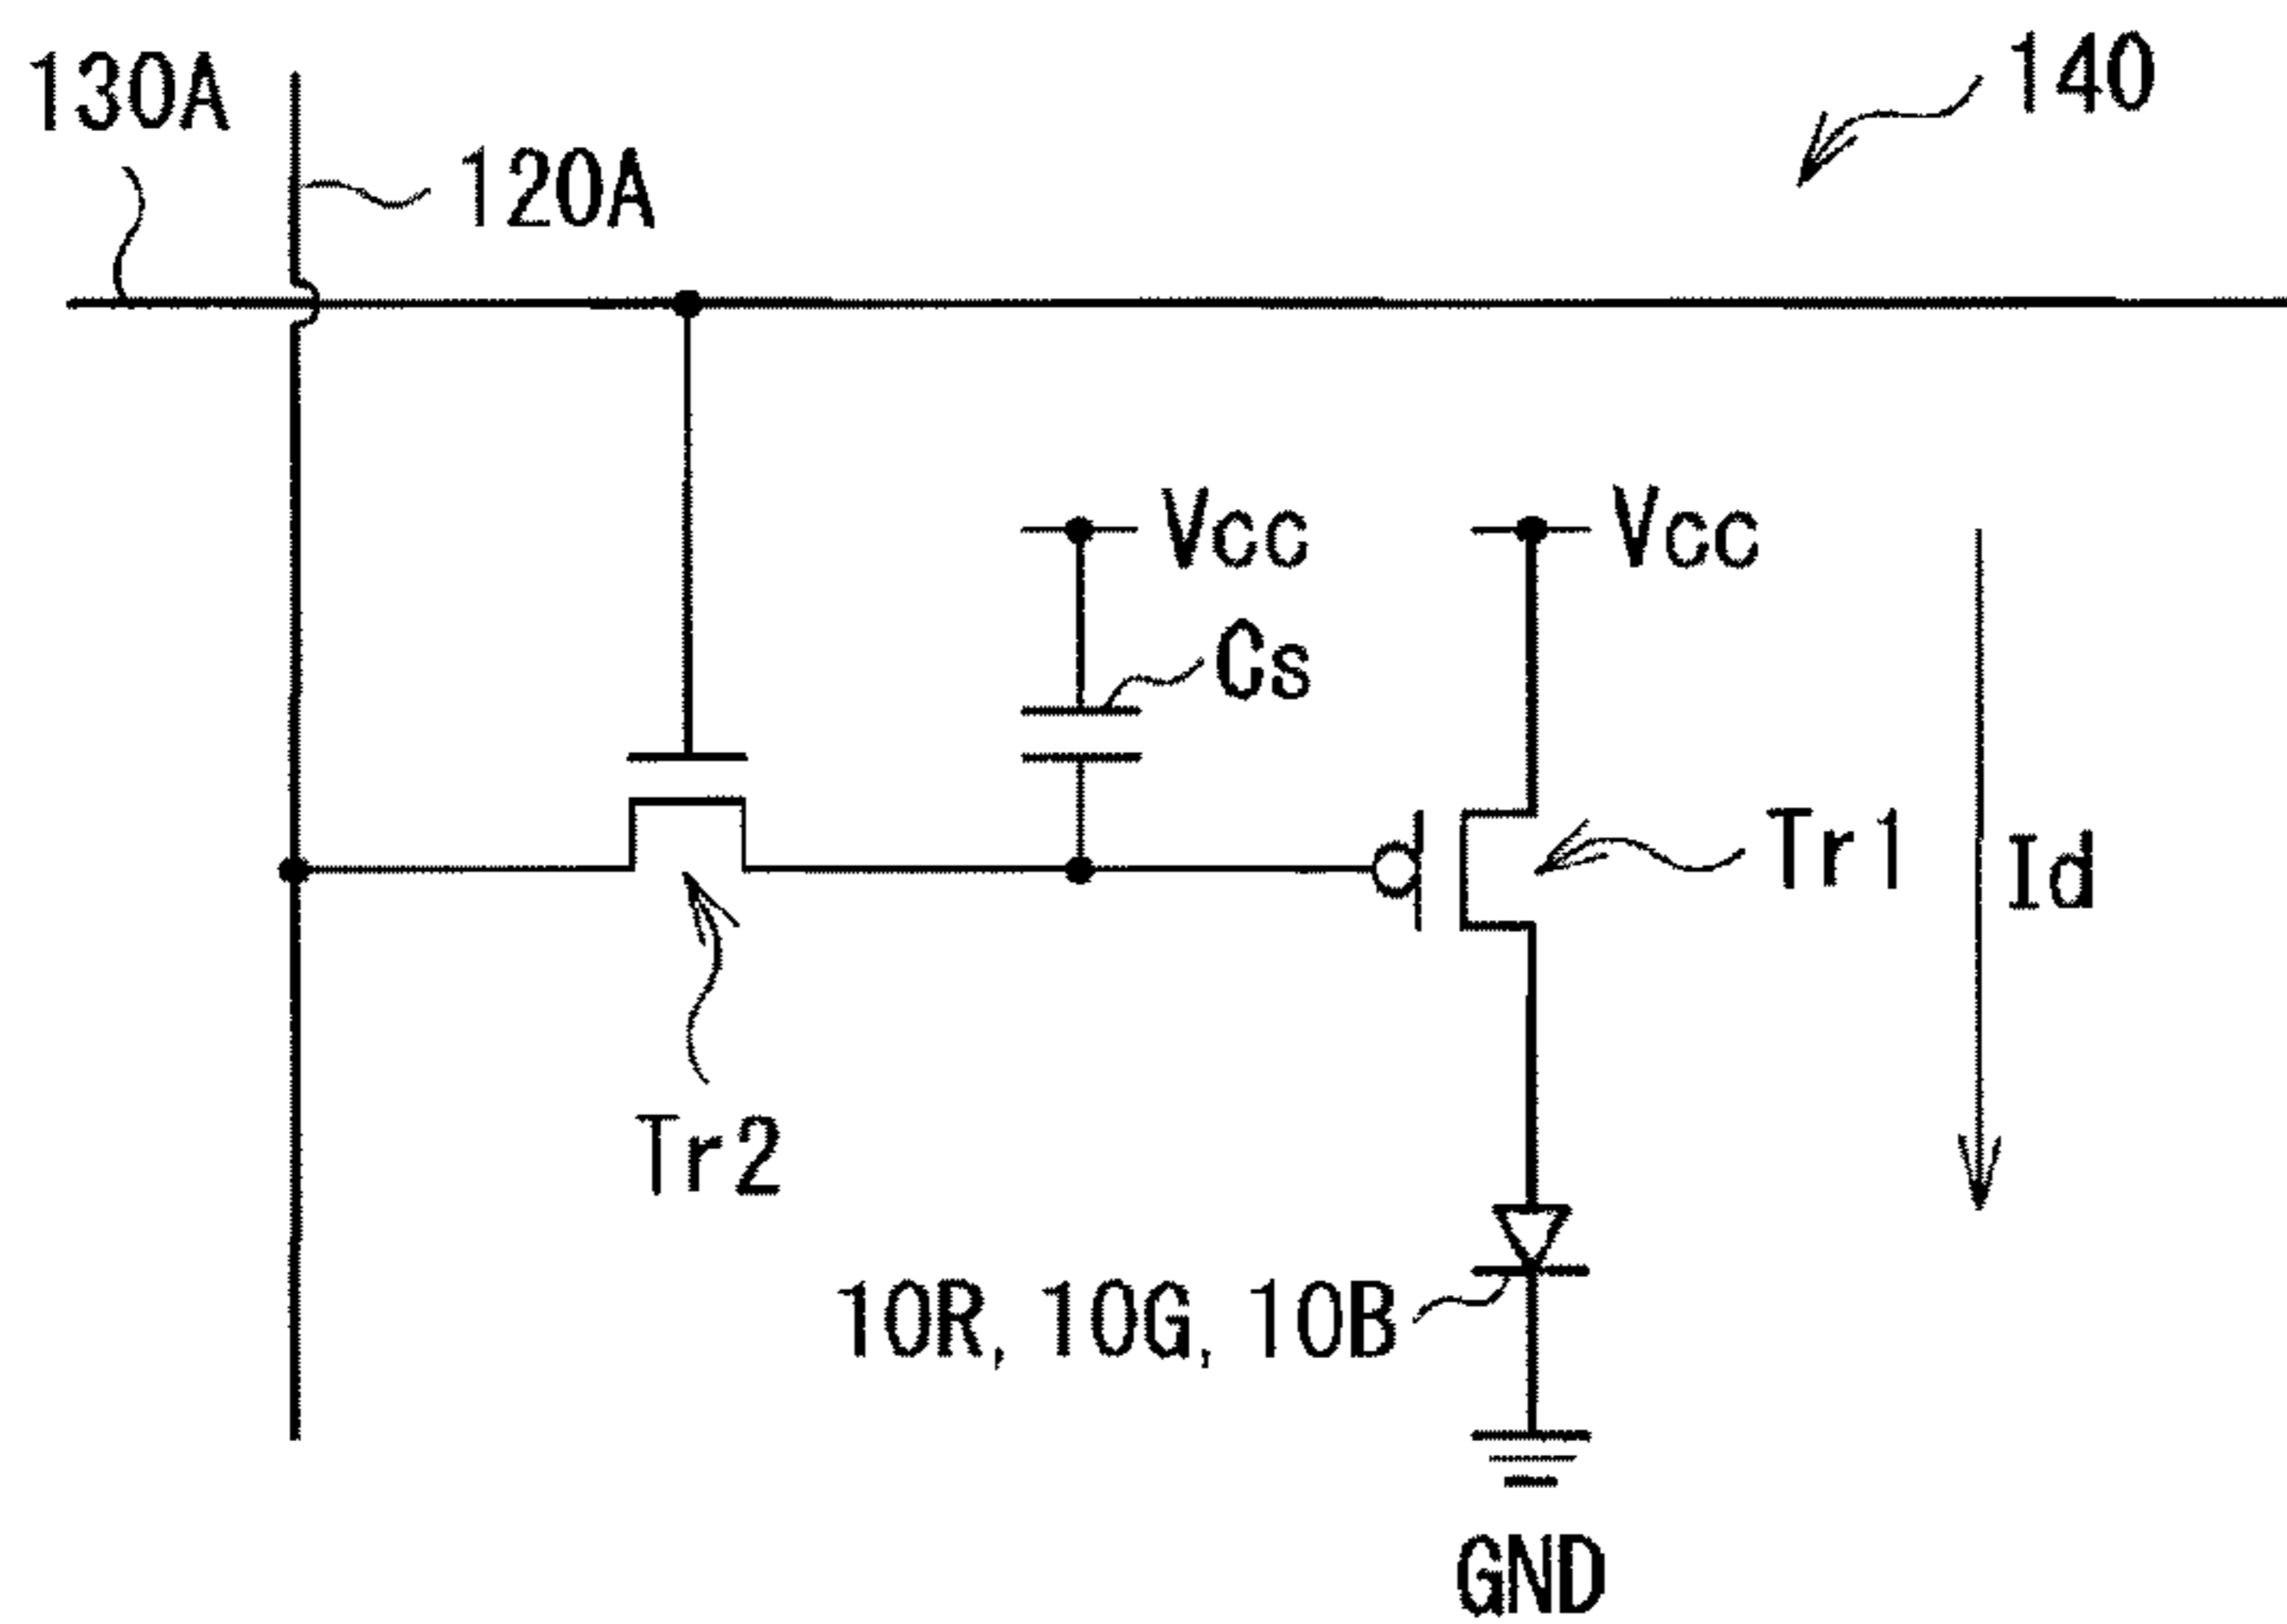 130A
140
120A
Vcc
Vcc
Cs
Tr1
Id
Tr2
10R, 10G, 10B
GND